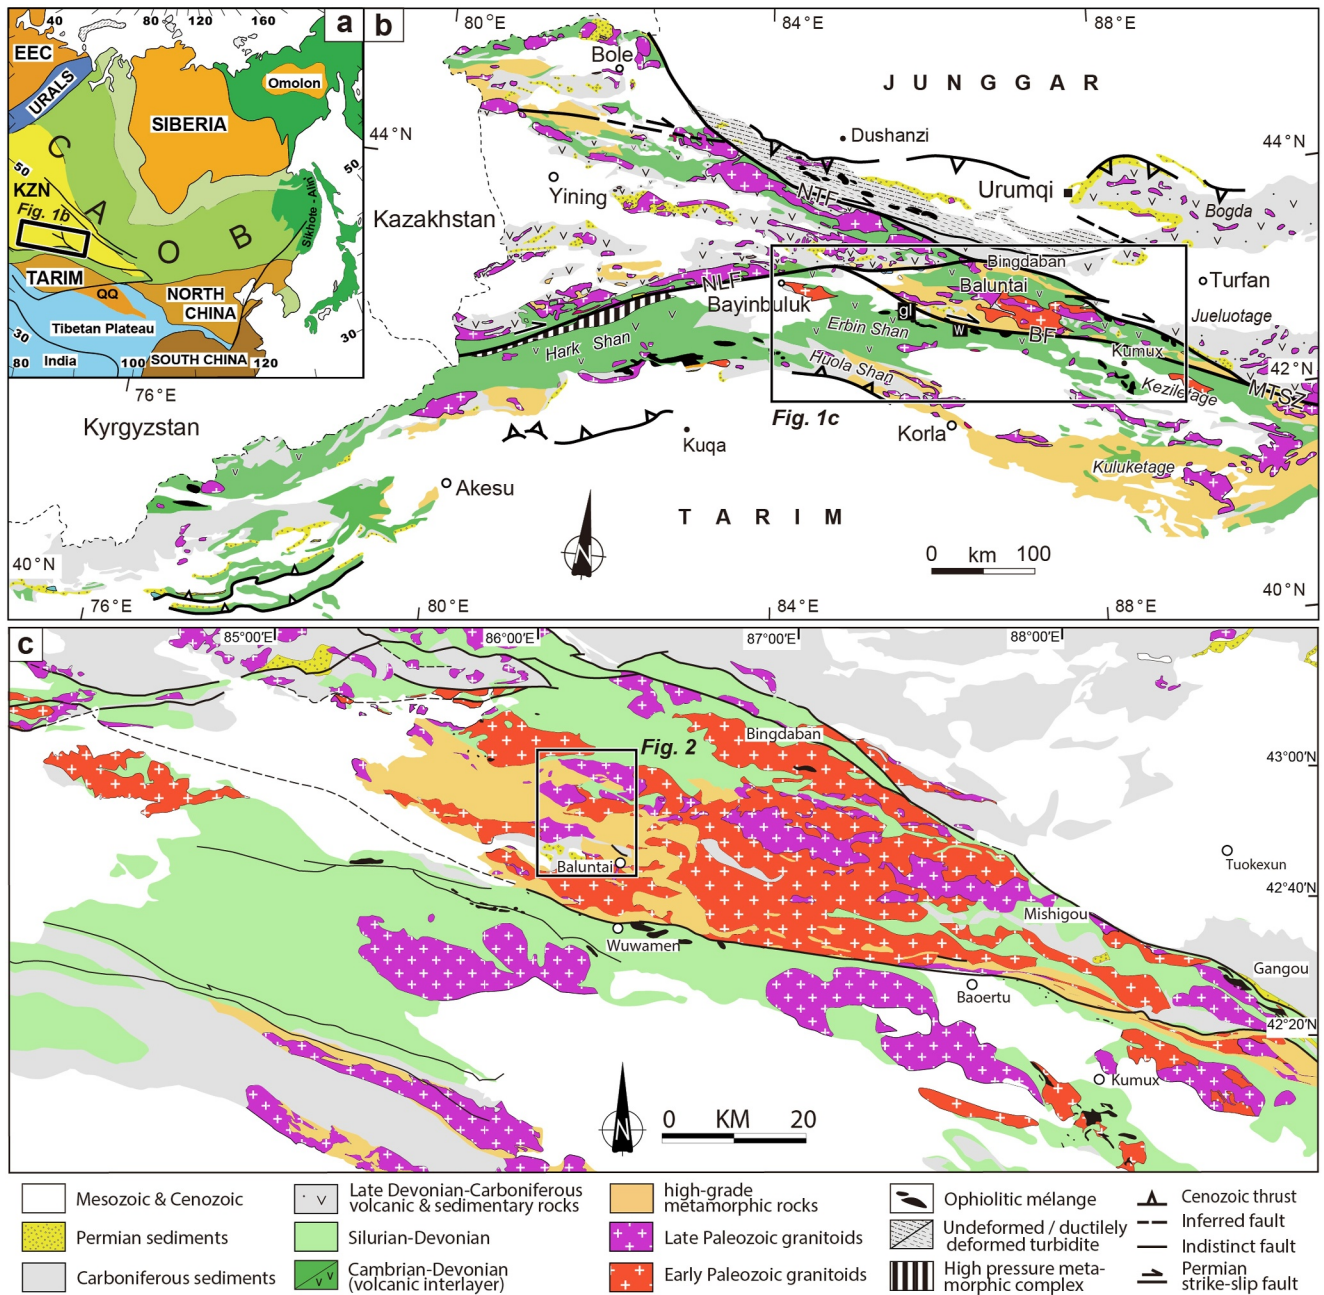 a
80
120
160
EEC
URALS
Omolon
SIBERIA
C
A
O
B
50
50
KZN
Fig. 1b
Sikhote - Alin'
TARIM
QQ
NORTH
CHINA
Tibetan Plateau
30
30
80
India
100
SOUTH CHINA
120
b
80°E
84°E
88°E
Bole
JUNGGAR
44°N
44°N
Dushanzi
Yining
NTF
Urumqi
Bogda
Kazakhstan
Bingdaban
Turfan
NLF
Baluntai
Bayinbuluk
gl
Jueluotage
Erbin Shan
w
BF
Hark Shan
Kumux
Huola Shan
42°N
76°E
Keziletage
MTSZ
Fig. 1c
Kyrgyzstan
Korla
Kuqa
Kuluketage
Akesu
TARIM
N
0 km 100
40°N
40°N
76°E
80°E
84°E
88°E
c
85°00'E
86°00'E
87°00'E
88°00'E
Bingdaban
Fig. 2
43°00'N
Baluntai
Tuokexun
42°40'N
Mishigou
Wuwamen
Gangou
Baoertu
42°20'N
Kumux
N
0 KM 20
Mesozoic & Cenozoic
Permian sediments
Carboniferous sediments
Late Devonian-Carboniferous
volcanic & sedimentary rocks
Silurian-Devonian
Cambrian-Devonian
(volcanic interlayer)
high-grade
metamorphic rocks
Late Paleozoic granitoids
Early Paleozoic granitoids
Ophiolitic mélange
Undeformed / ductilely
deformed turbidite
High pressure meta-
morphic complex
Cenozoic thrust
Inferred fault
Indistinct fault
Permian
strike-slip fault